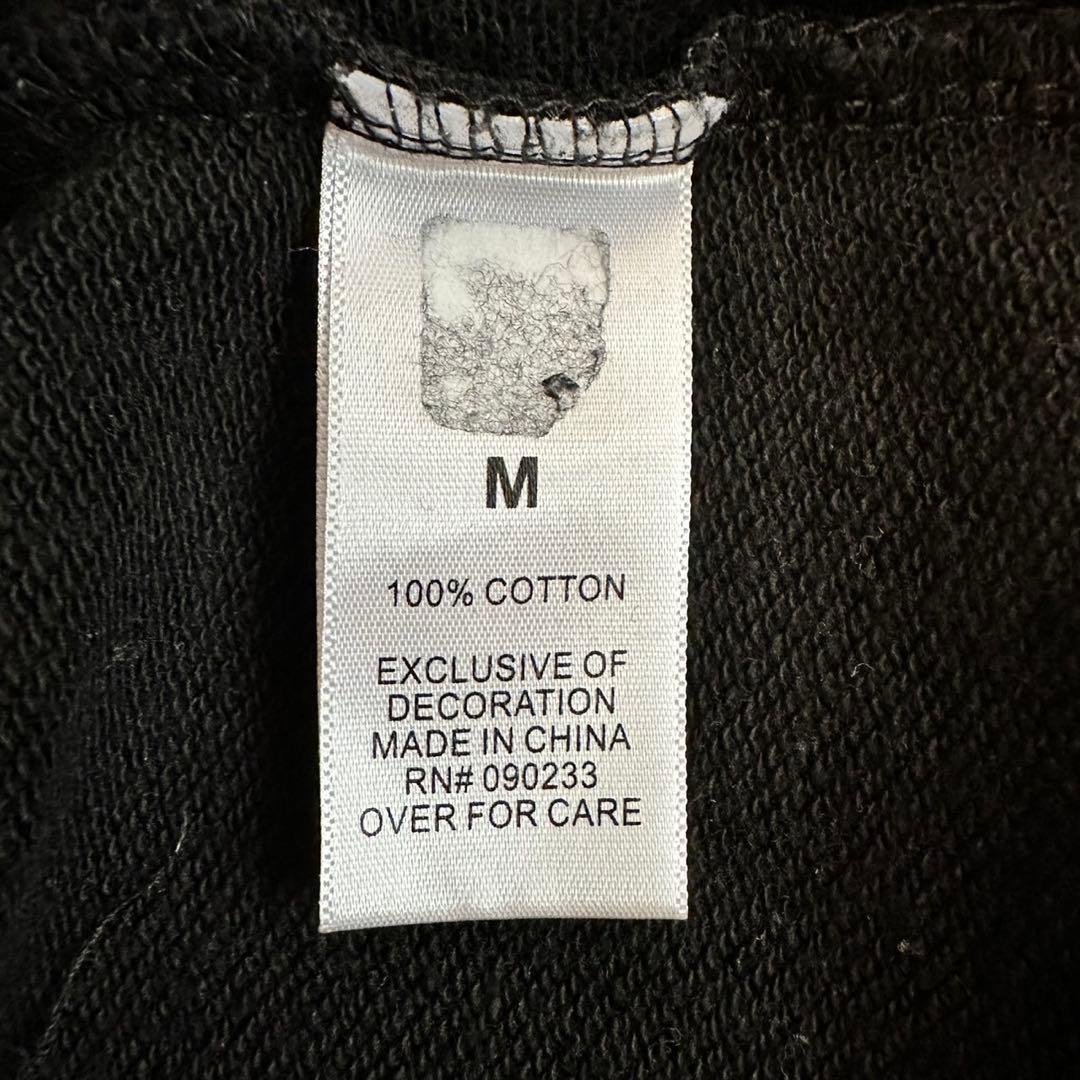 M
100% COTTON
EXCLUSIVE OF
DECORATION
MADE IN CHINA
RN# 090233
OVER FOR CARE